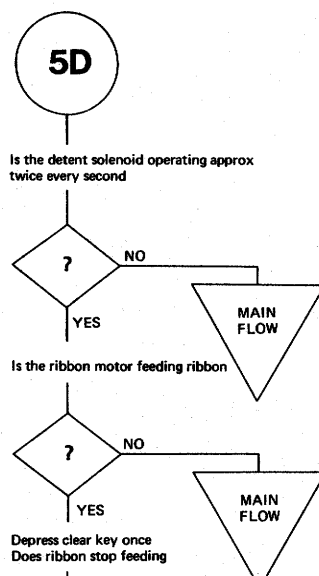 5D
Is the detent solenoid operating approx
twice every second
?
NO
YES
MAIN
FLOW
Is the ribbon motor feeding ribbon
?
NO
YES
MAIN
FLOW
Depress clear key once
Does ribbon stop feeding